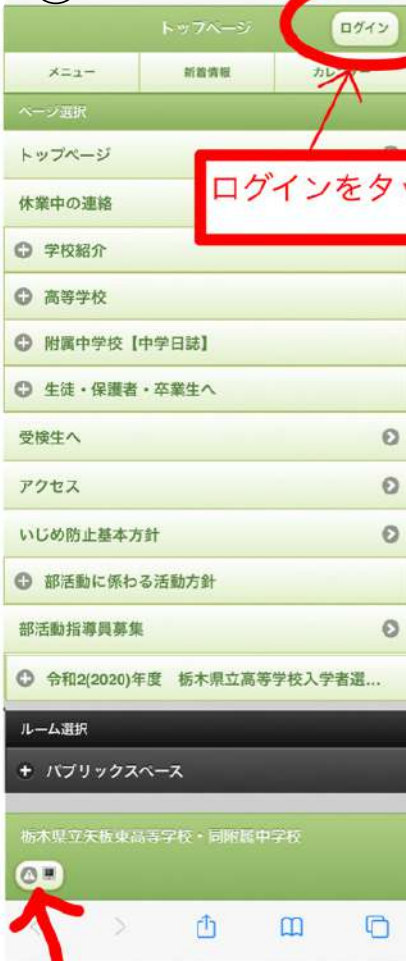 トップページ
ログイン
メニュー
新着情報
ページ選択
トップページ
ログインをタ
休業中の連絡
学校紹介
高等学校
附属中学校【中学日誌】
生徒・保護者・卒業生へ
受検生へ
アクセス
いじめ防止基本方針
部活動に係わる活動方針
部活動指導員募集
令和2(2020)年度 栃木県立高等学校入学者選...
ルーム選択
パブリックスペース
栃木県立矢板東高等学校・同附属中学校